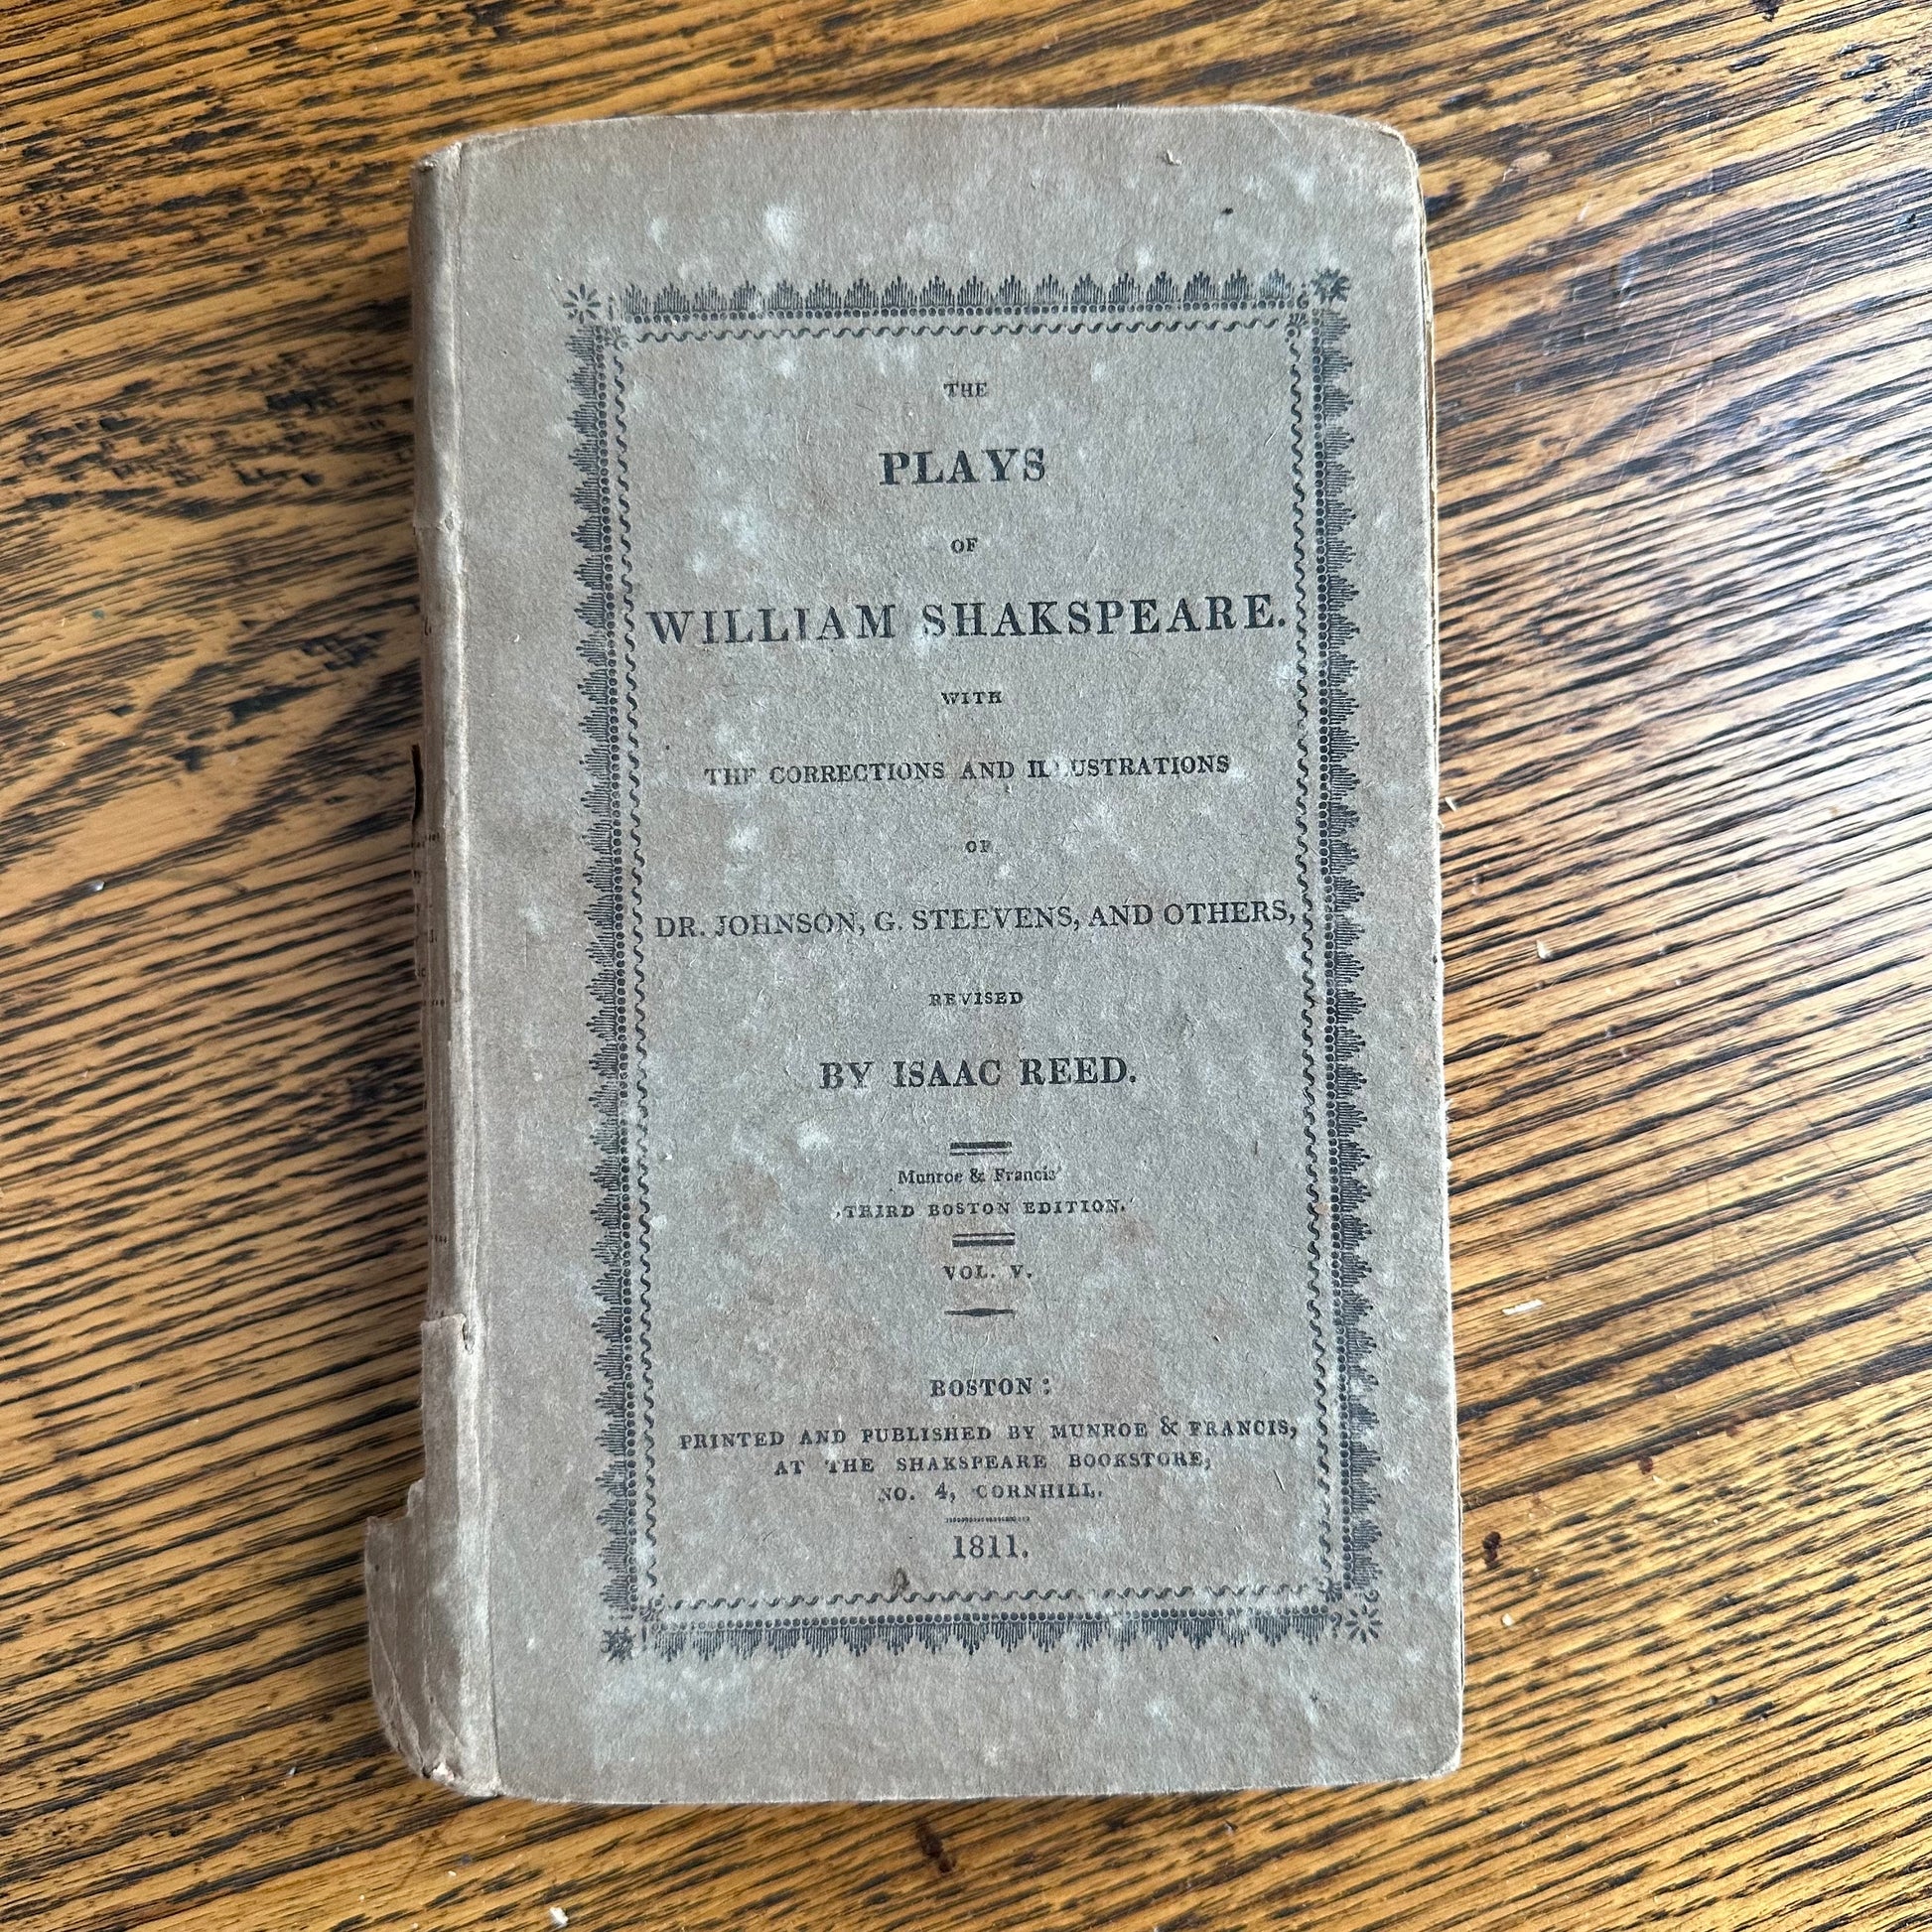 THE
PLAYS
OF
WILLIAM SHAKSPEARE.
WITH
THE CORRECTIONS AND ILLUSTRATIONS
OF
DR. JOHNSON, G. STEEVENS, AND OTHERS,
REVISED
BY ISAAC REED.
Munroe & Francis'
THIRD BOSTON EDITION.
VOL. V.
BOSTON:
PRINTED AND PUBLISHED BY MUNROE & FRANCIS,
AT THE SHAKSPEARE BOOKSTORE,
NO. 4, CORNHILL.
1811.